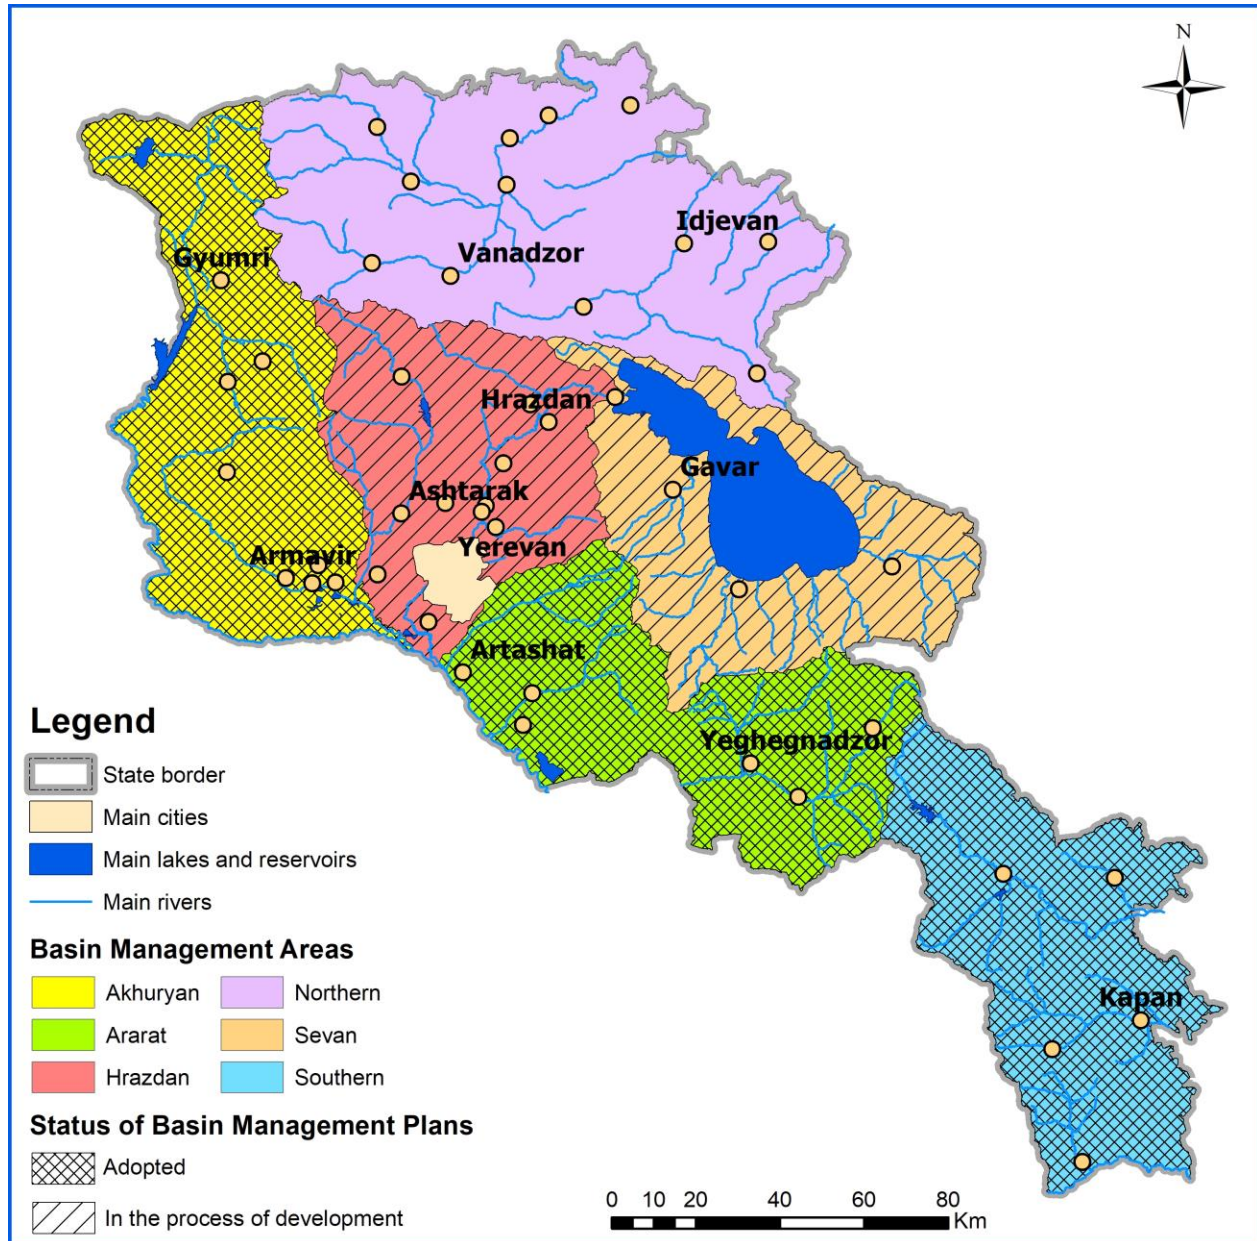 N
Idjevan
Vanadzor
Gyumri
Hrazdan
Gavar
Ashtarak
Yerevan
Armavir
Artashat
Yeghegnadzor
Kapan
Legend
State border
Main cities
Main lakes and reservoirs
Main rivers
Basin Management Areas
Akhuryan Northern
Ararat Sevan
Hrazdan Southern
Status of Basin Management Plans
Adopted
In the process of development
0 10 20 40 60 80
Km